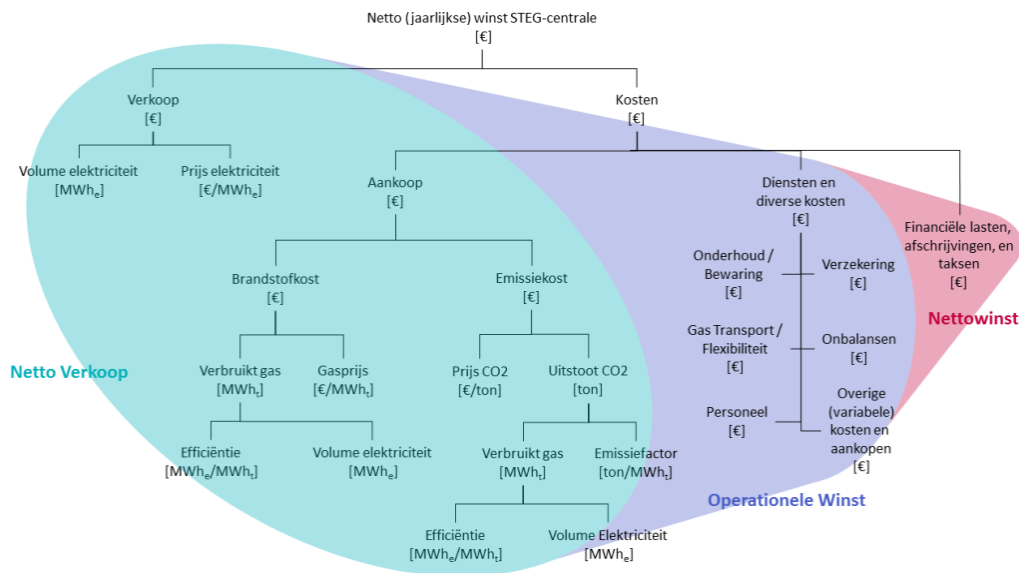 Netto (jaarlijkse) winst STEG-centrale
[€]
Verkoop
[€]
Kosten
[€]
Volume elektriciteit
[MWhₑ]
Prijs elektriciteit
[€/MWhₑ]
Aankoop
[€]
Diensten en
diverse kosten
[€]
Financiële lasten,
afschrijvingen, en
taksen
[€]
Brandstofkost
[€]
Emissiekost
[€]
Onderhoud /
Bewaring
[€]
Verzekering
[€]
Nettowinst
Netto Verkoop
Verbruikt gas
[MWhₜ]
Gasprijs
[€/MWhₜ]
Prijs CO2
[€/ton]
Uitstoot CO2
[ton]
Gas Transport /
Flexibiliteit
[€]
Onbalansen
[€]
Efficiëntie
[MWhₑ/MWhₜ]
Volume elektriciteit
[MWhₑ]
Verbruikt gas
[MWhₜ]
Emissiefactor
[ton/MWhₜ]
Personeel
[€]
Overige
(variabele)
kosten en
aankopen
[€]
Operationele Winst
Efficiëntie
[MWhₑ/MWhₜ]
Volume Elektriciteit
[MWhₑ]